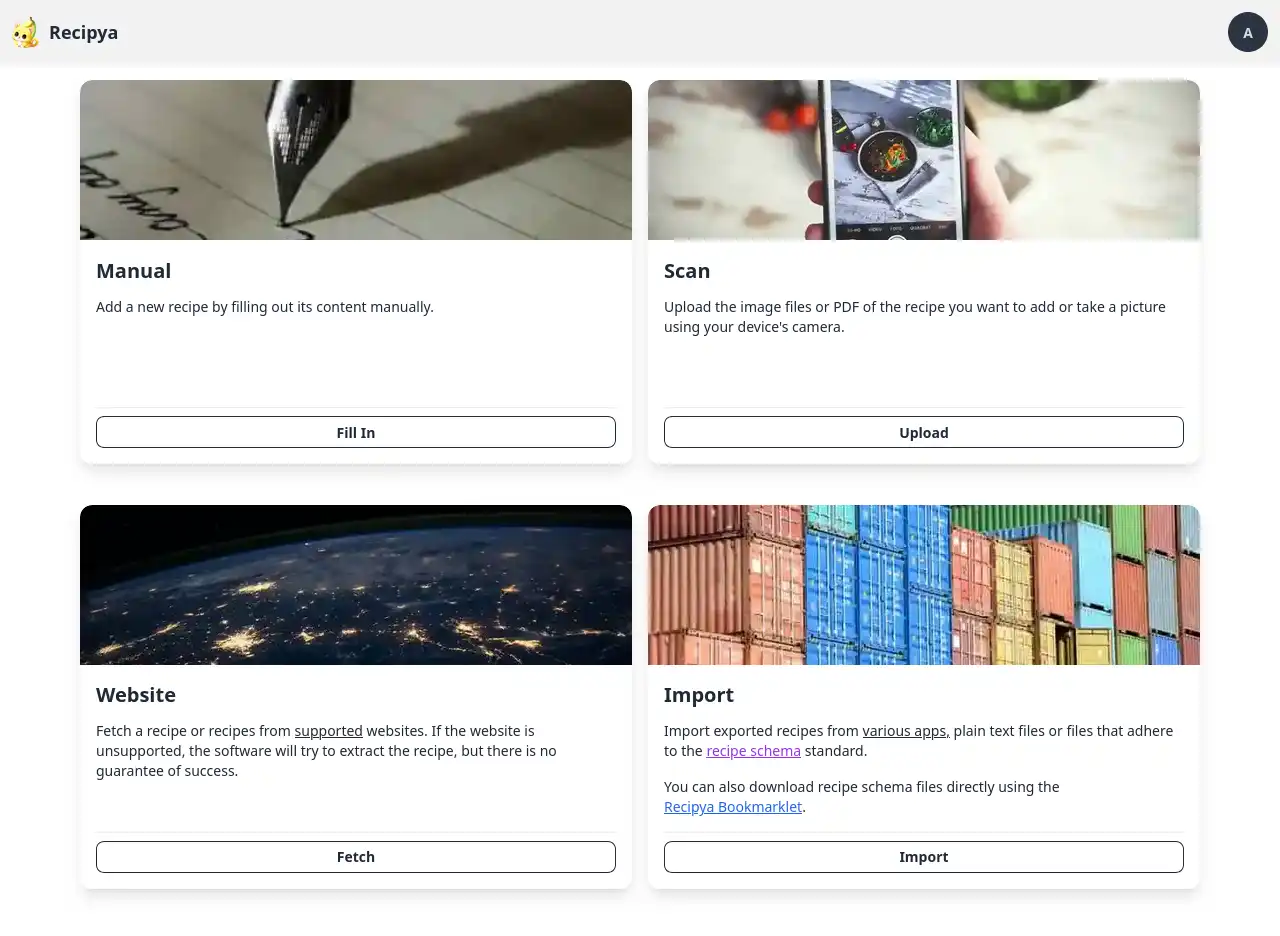 Recipya
A
Manual
Add a new recipe by filling out its content manually.
Fill In
Scan
Upload the image files or PDF of the recipe you want to add or take a picture
using your device's camera.
Upload
Website
Fetch a recipe or recipes from supported websites. If the website is
unsupported, the software will try to extract the recipe, but there is no
guarantee of success.
Fetch
Import
Import exported recipes from various apps, plain text files or files that adhere
to the recipe schema standard.
You can also download recipe schema files directly using the
Recipya Bookmarklet.
Import